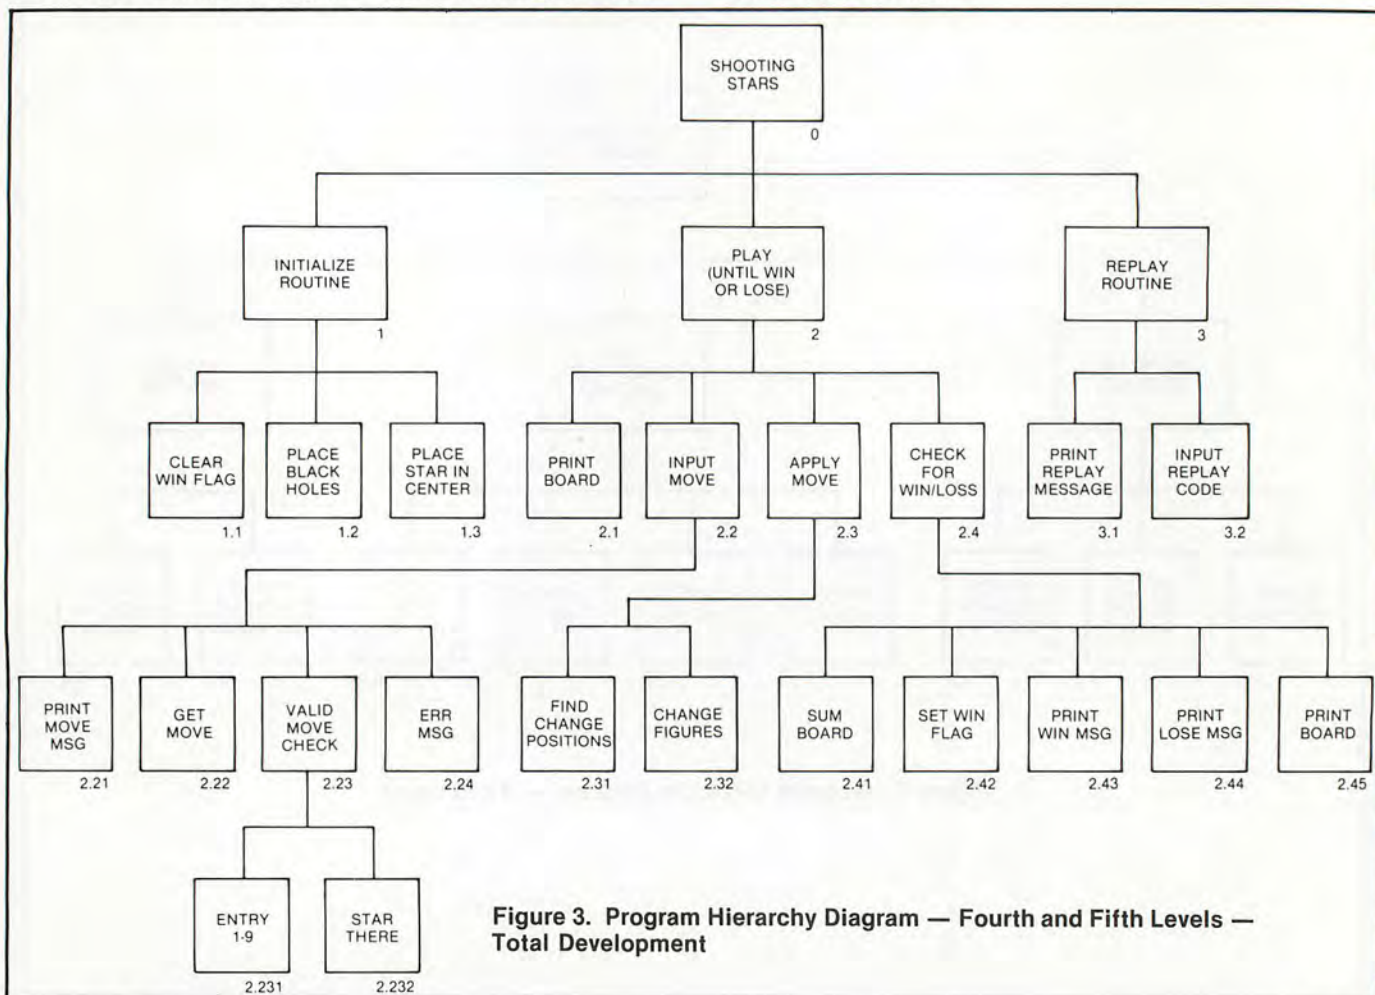 SHOOTING
STARS
0
INITIALIZE
ROUTINE
1
PLAY
(UNTIL WIN
OR LOSE)
2
REPLAY
ROUTINE
3
CLEAR
WIN FLAG
1.1
PLACE
BLACK
HOLES
1.2
PLACE
STAR IN
CENTER
1.3
PRINT
BOARD
2.1
INPUT
MOVE
2.2
APPLY
MOVE
2.3
CHECK
FOR
WIN/LOSS
2.4
PRINT
REPLAY
MESSAGE
3.1
INPUT
REPLAY
CODE
3.2
PRINT
MOVE
MSG
2.21
GET
MOVE
2.22
VALID
MOVE
CHECK
2.23
ERR
MSG
2.24
FIND
CHANGE
POSITIONS
2.31
CHANGE
FIGURES
2.32
SUM
BOARD
2.41
SET WIN
FLAG
2.42
PRINT
WIN MSG
2.43
PRINT
LOSE MSG
2.44
PRINT
BOARD
2.45
ENTRY
1-9
2.231
STAR
THERE
2.232
Figure 3. Program Hierarchy Diagram — Fourth and Fifth Levels —
Total Development